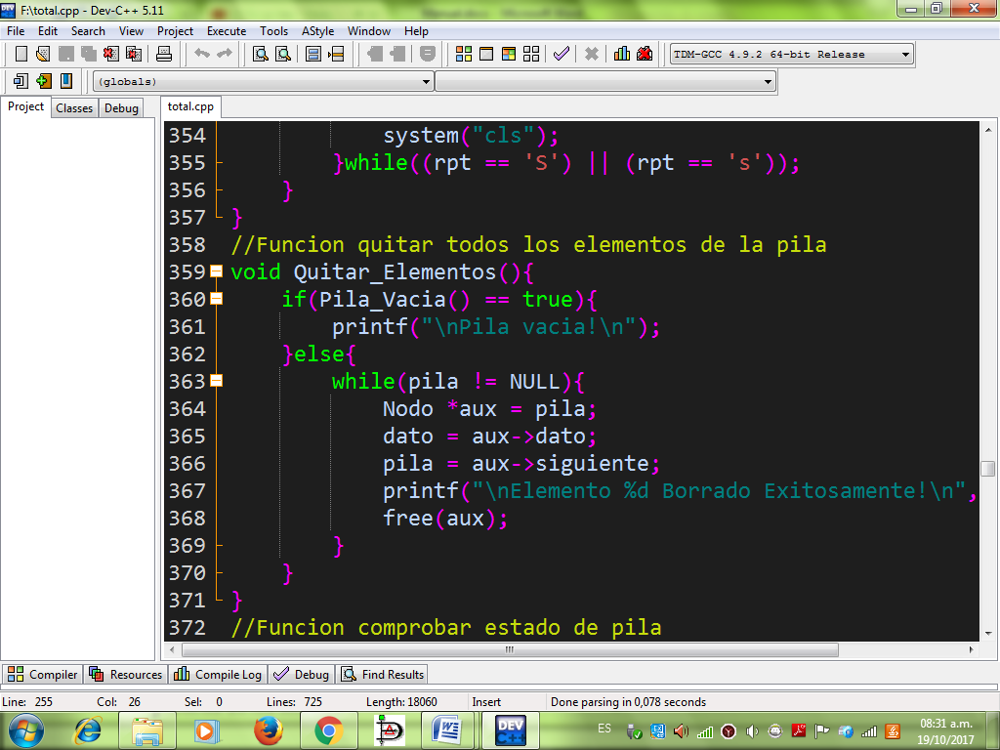 F:\total.cpp - Dev-C++ 5.11
File Edit Search View Project Execute Tools AStyle Window Help
TDM-GCC 4.9.2 64-bit Release
(globals)
Project Classes Debug total.cpp
354 system("cls");
355 }while((rpt == 'S') || (rpt == 's'));
356 }
357 }
358 //Funcion quitar todos los elementos de la pila
359 void Quitar_Elementos(){
360 if(Pila_Vacia() == true){
361 printf("\nPila vacia!\n");
362 }else{
363 while(pila != NULL){
364 Nodo *aux = pila;
365 dato = aux->dato;
366 pila = aux->siguiente;
367 printf("\nElemento %d Borrado Exitosamente!\n",
368 free(aux);
369 }
370 }
371 }
372 //Funcion comprobar estado de pila
Compiler Resources Compile Log Debug Find Results
Line: 255 Col: 26 Sel: 0 Lines: 725 Length: 18060 Insert Done parsing in 0,078 seconds
DEV C++ ES 08:31 a.m.
19/10/2017